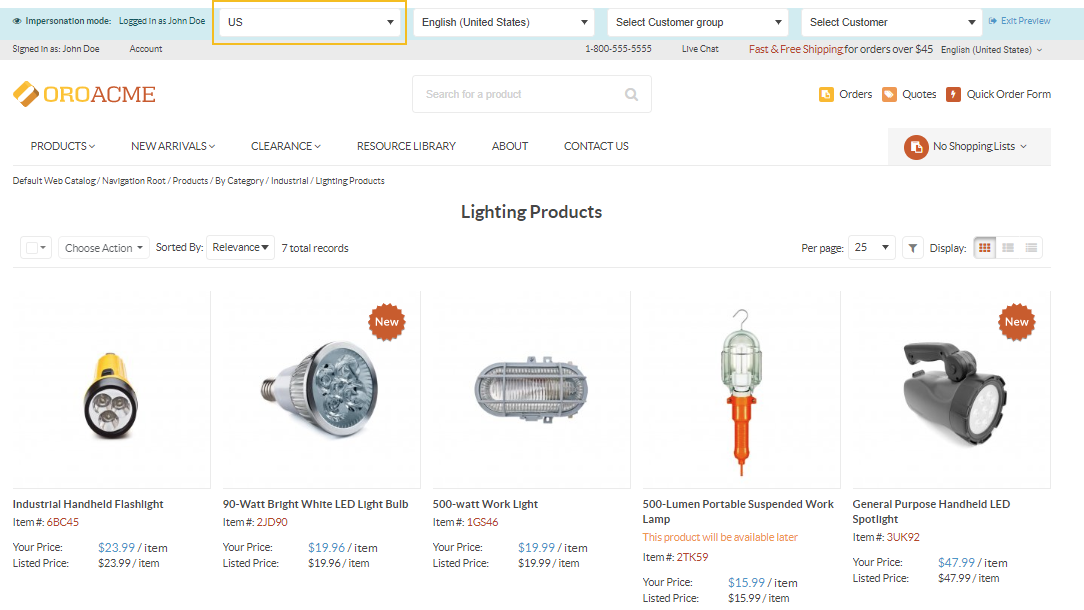 Impersonation mode: Logged in as John Doe US English (United States) Select Customer group Select Customer Exit Preview
Signed in as: John Doe Account 1-800-555-5555 Live Chat Fast & Free Shipping for orders over $45 English (United States)
OROACME Search for a product Orders Quotes Quick Order Form
PRODUCTS NEW ARRIVALS CLEARANCE RESOURCE LIBRARY ABOUT CONTACT US No Shopping Lists
Default Web Catalog / Navigation Root / Products / By Category / Industrial / Lighting Products
Lighting Products
Choose Action Sorted By: Relevance 7 total records Per page: 25 Display:
New
New
Industrial Handheld Flashlight
Item #: 6BC45
Your Price: $23.99 / item
Listed Price: $23.99 / item
90-Watt Bright White LED Light Bulb
Item #: 2JD90
Your Price: $19.96 / item
Listed Price: $19.96 / item
500-watt Work Light
Item #: 1GS46
Your Price: $19.99 / item
Listed Price: $19.99 / item
500-Lumen Portable Suspended Work
Lamp
This product will be available later
Item #: 2TK59
Your Price: $15.99 / item
Listed Price: $15.99 / item
General Purpose Handheld LED
Spotlight
Item #: 3UK92
Your Price: $47.99 / item
Listed Price: $47.99 / item